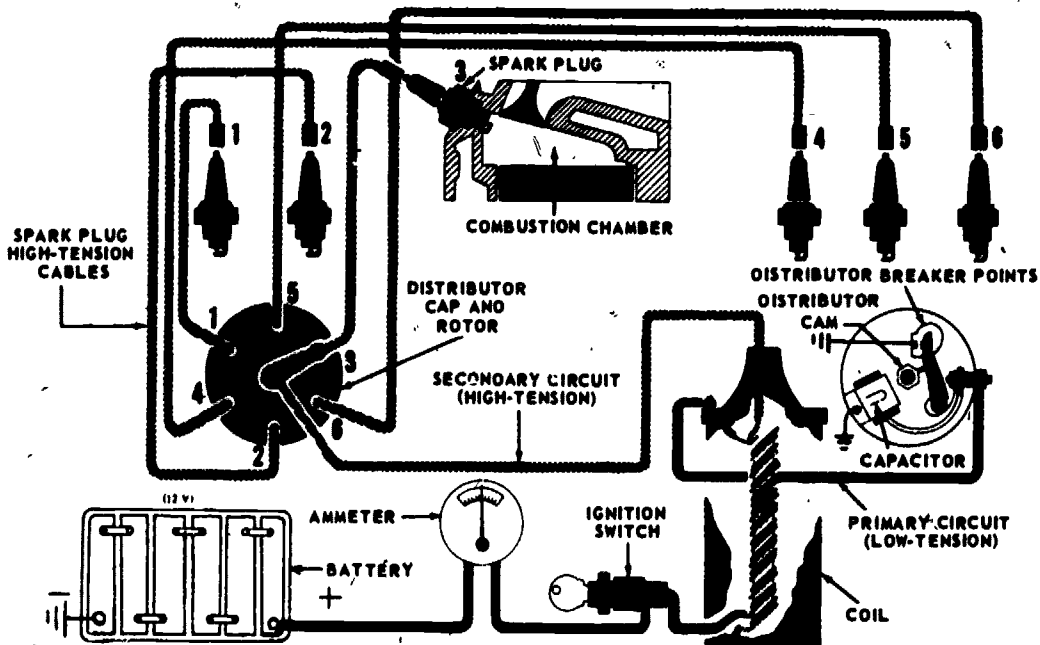 3
SPARK PLUG
1
2
4
5
6
COMBUSTION CHAMBER
SPARK PLUG
HIGH-TENSION
CABLES
DISTRIBUTOR
CAP AND
ROTOR
DISTRIBUTOR BREAKER POINTS
DISTRIBUTOR
CAM
5
1
3
4
6
2
SECONDARY CIRCUIT
(HIGH-TENSION)
CAPACITOR
(12 V)
AMMETER
IGNITION
SWITCH
PRIMARY CIRCUIT
(LOW-TENSION)
BATTERY
+
COIL